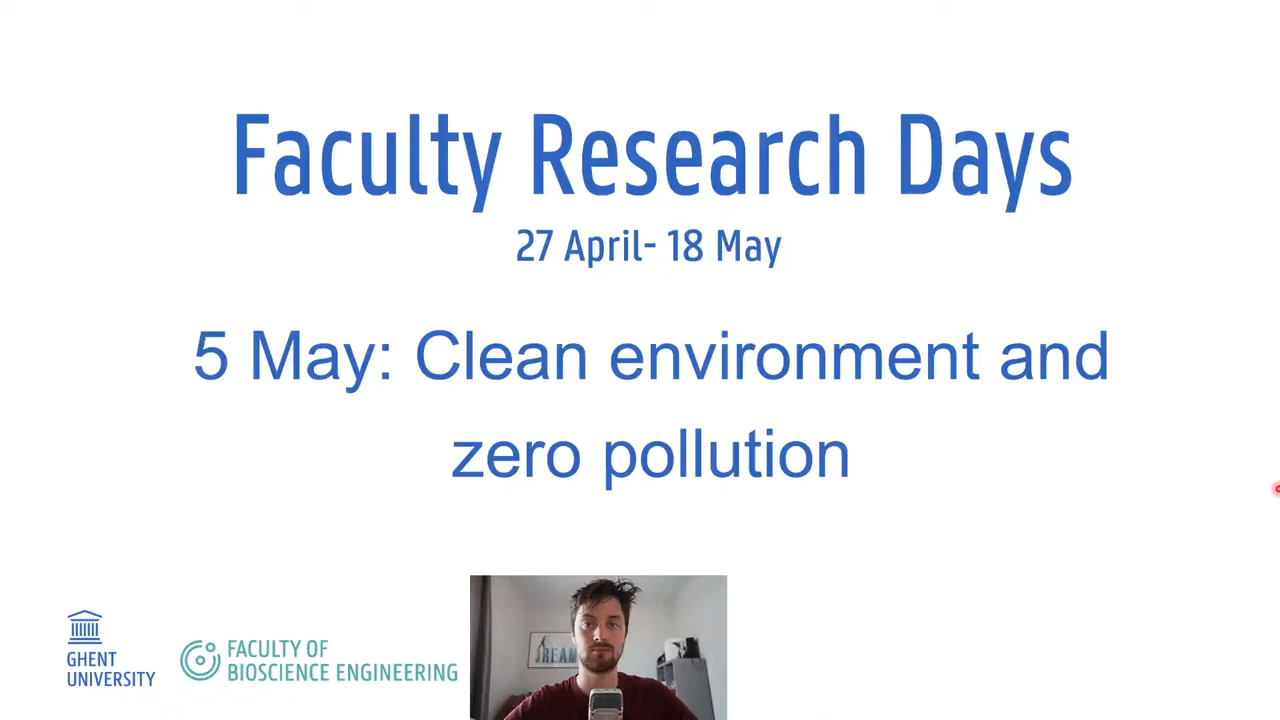 Faculty Research Days
27 April- 18 May
5 May: Clean environment and
zero pollution
GHENT
UNIVERSITY
FACULTY OF
BIOSCIENCE ENGINEERING
DREAM